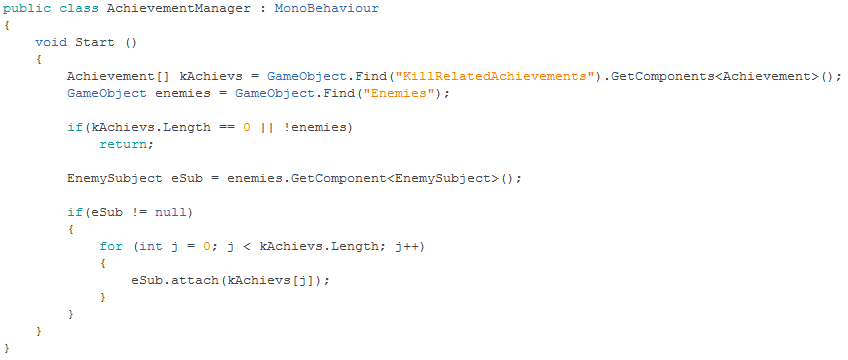 public class AchievementManager : MonoBehaviour
{
    void Start ()
    {
        Achievement[] kAchievs = GameObject.Find("KillRelatedAchievements").GetComponents<Achievement>();
        GameObject enemies = GameObject.Find("Enemies");

        if(kAchievs.Length == 0 || !enemies)
            return;

        EnemySubject eSub = enemies.GetComponent<EnemySubject>();

        if(eSub != null)
        {
            for (int j = 0; j < kAchievs.Length; j++)
            {
                eSub.attach(kAchievs[j]);
            }
        }
    }
}